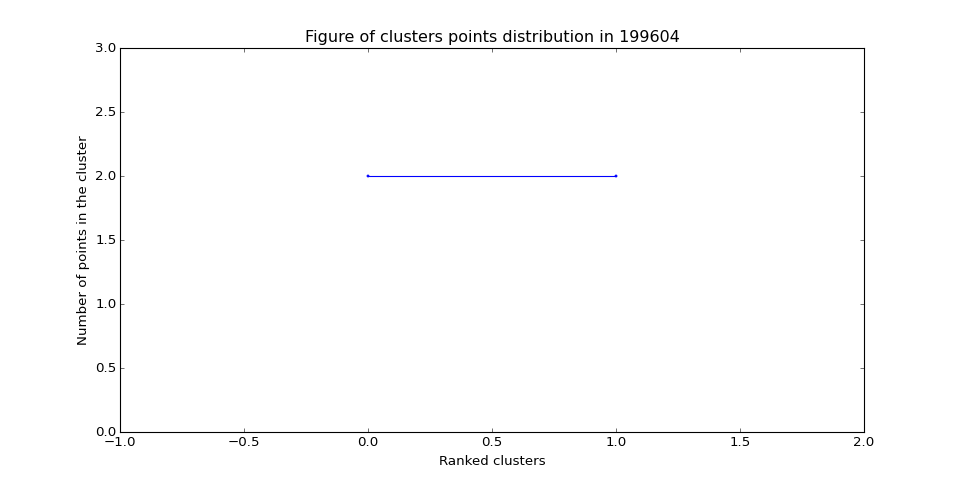 Figure of clusters points distribution in 199604
3.0
2.5
2.0
1.5
1.0
0.5
0.0
Number of points in the cluster
−1.0 −0.5 0.0 0.5 1.0 1.5 2.0
Ranked clusters